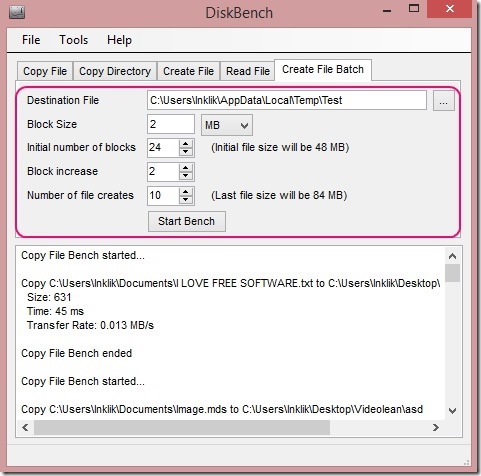 DiskBench
File Tools Help
Copy File Copy Directory Create File Read File Create File Batch
Destination File C:\Users\Inklik\AppData\Local\Temp\Test ...
Block Size 2 MB
Initial number of blocks 24 (Initial file size will be 48 MB)
Block increase 2
Number of file creates 10 (Last file size will be 84 MB)
Start Bench
Copy File Bench started...
Copy C:\Users\Inklik\Documents\I LOVE FREE SOFTWARE.txt to C:\Users\Inklik\Desktop\
Size: 631
Time: 45 ms
Transfer Rate: 0.013 MB/s
Copy File Bench ended
Copy File Bench started...
Copy C:\Users\Inklik\Documents\Image.mds to C:\Users\Inklik\Desktop\Videolean\asd